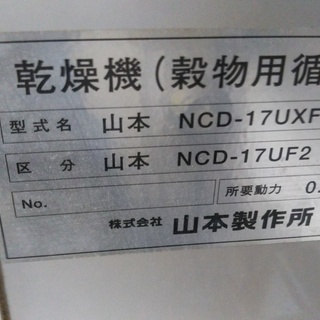 乾燥機(穀物用循
型式名 山本 NCD-17UXF
区分 山本 NCD-17UF2
No. 所要動力 0.
株式会社 山本製作所